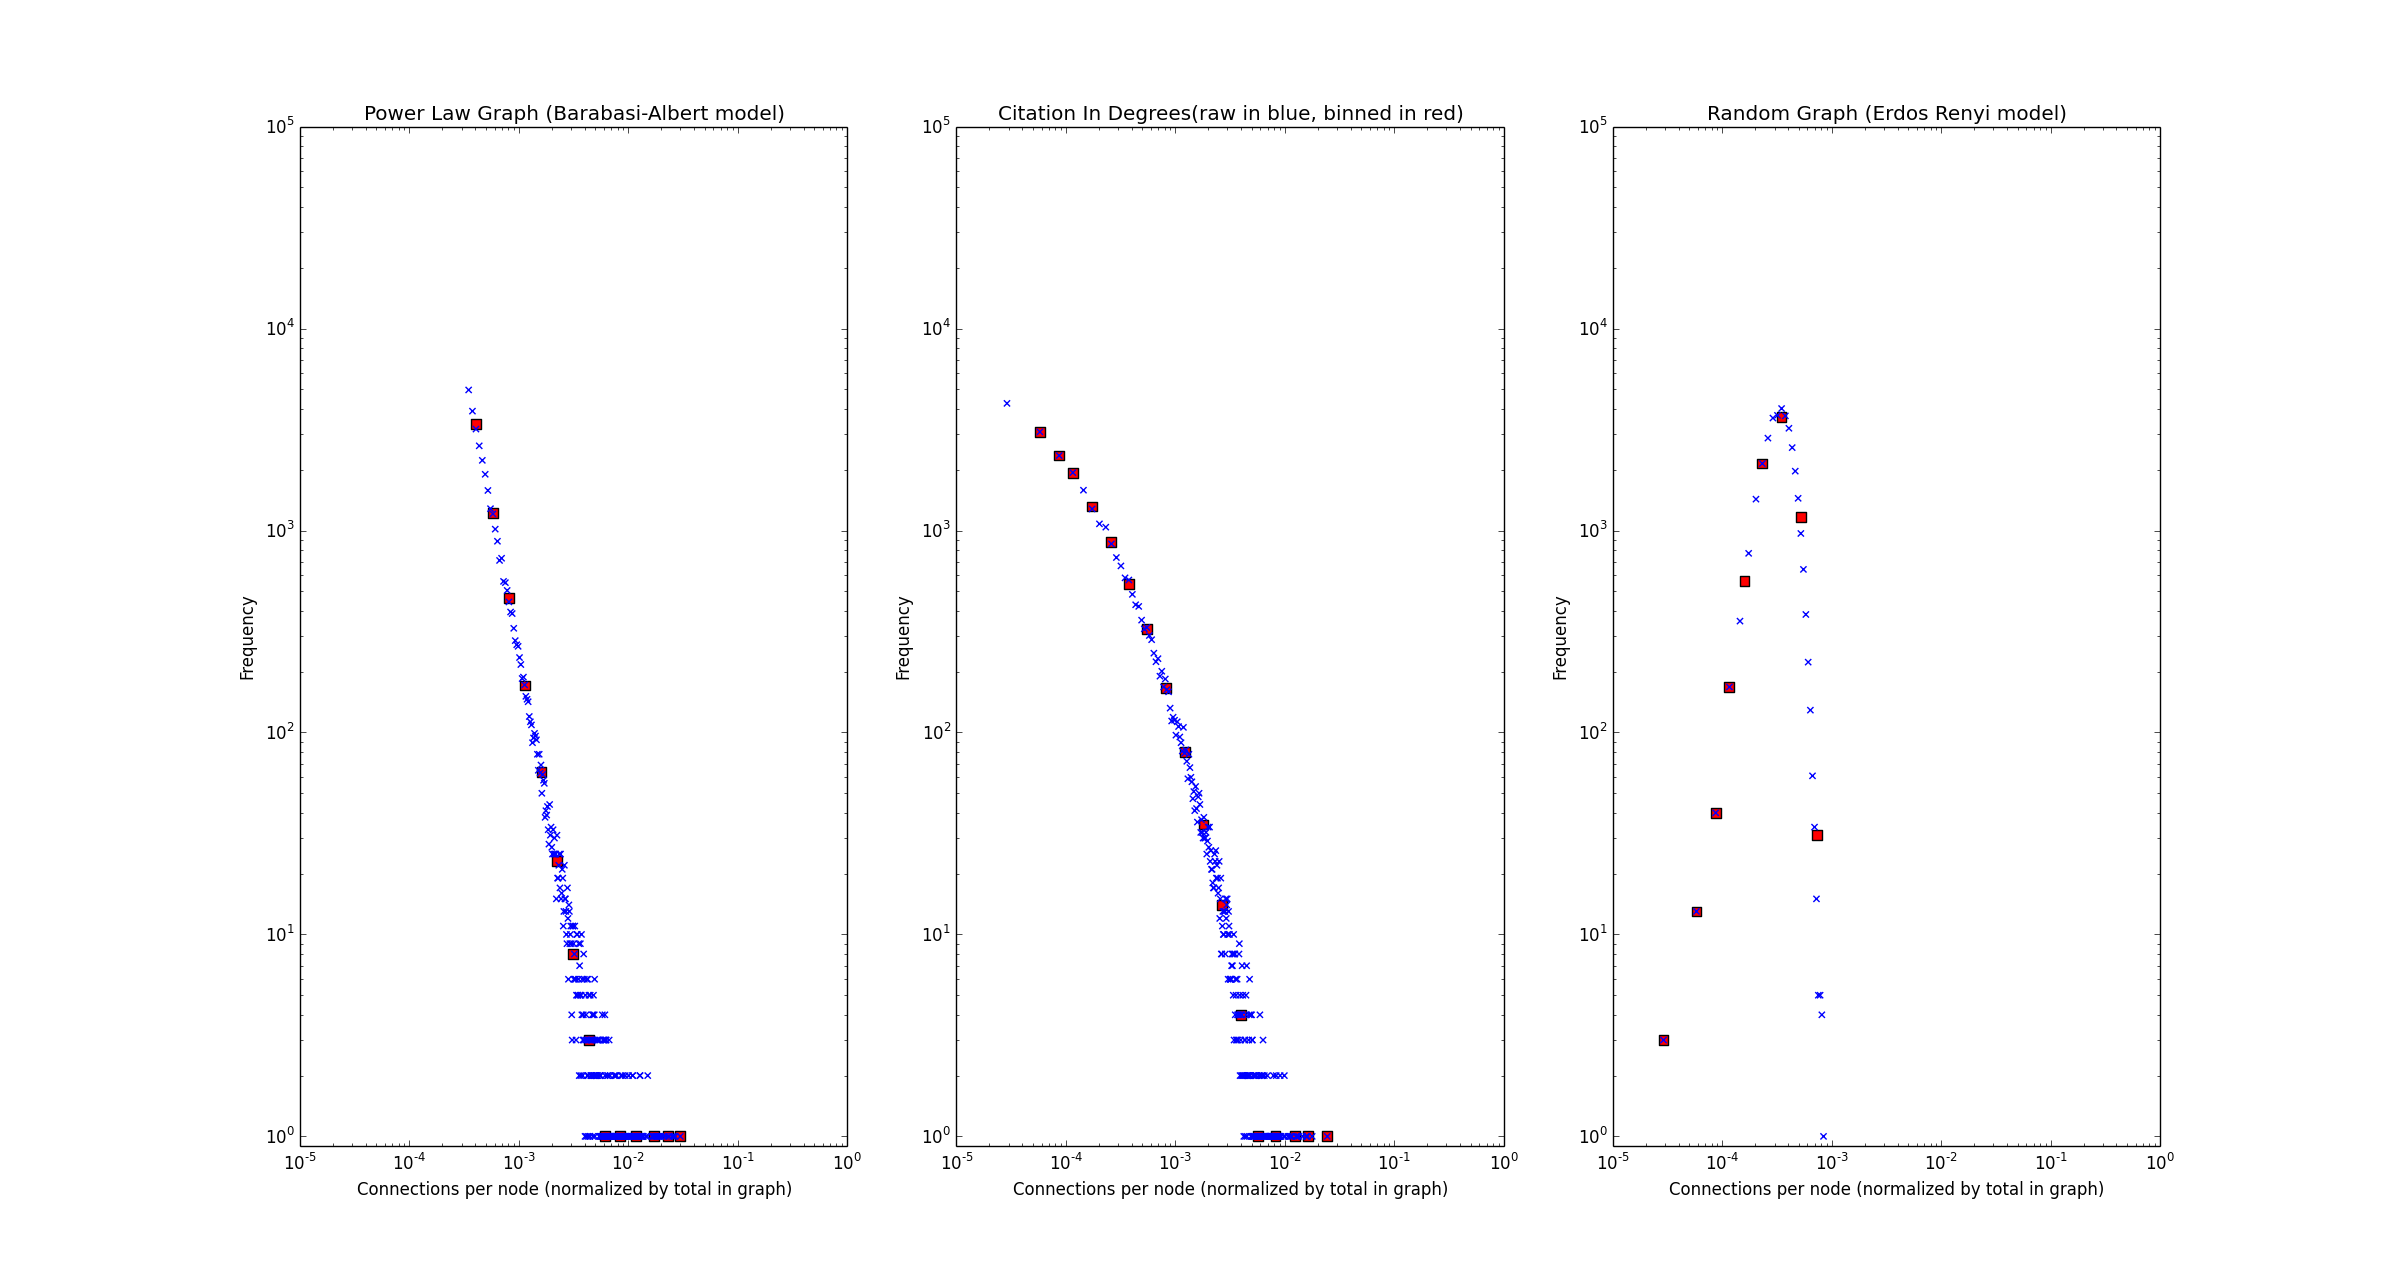 Power Law Graph (Barabasi-Albert model)
10^5
10^4
10^3
10^2
10^1
10^0
Frequency
10^-5 10^-4 10^-3 10^-2 10^-1 10^0
Connections per node (normalized by total in graph)
Citation In Degrees(raw in blue, binned in red)
10^5
10^4
10^3
10^2
10^1
10^0
Frequency
10^-5 10^-4 10^-3 10^-2 10^-1 10^0
Connections per node (normalized by total in graph)
Random Graph (Erdos Renyi model)
10^5
10^4
10^3
10^2
10^1
10^0
Frequency
10^-5 10^-4 10^-3 10^-2 10^-1 10^0
Connections per node (normalized by total in graph)